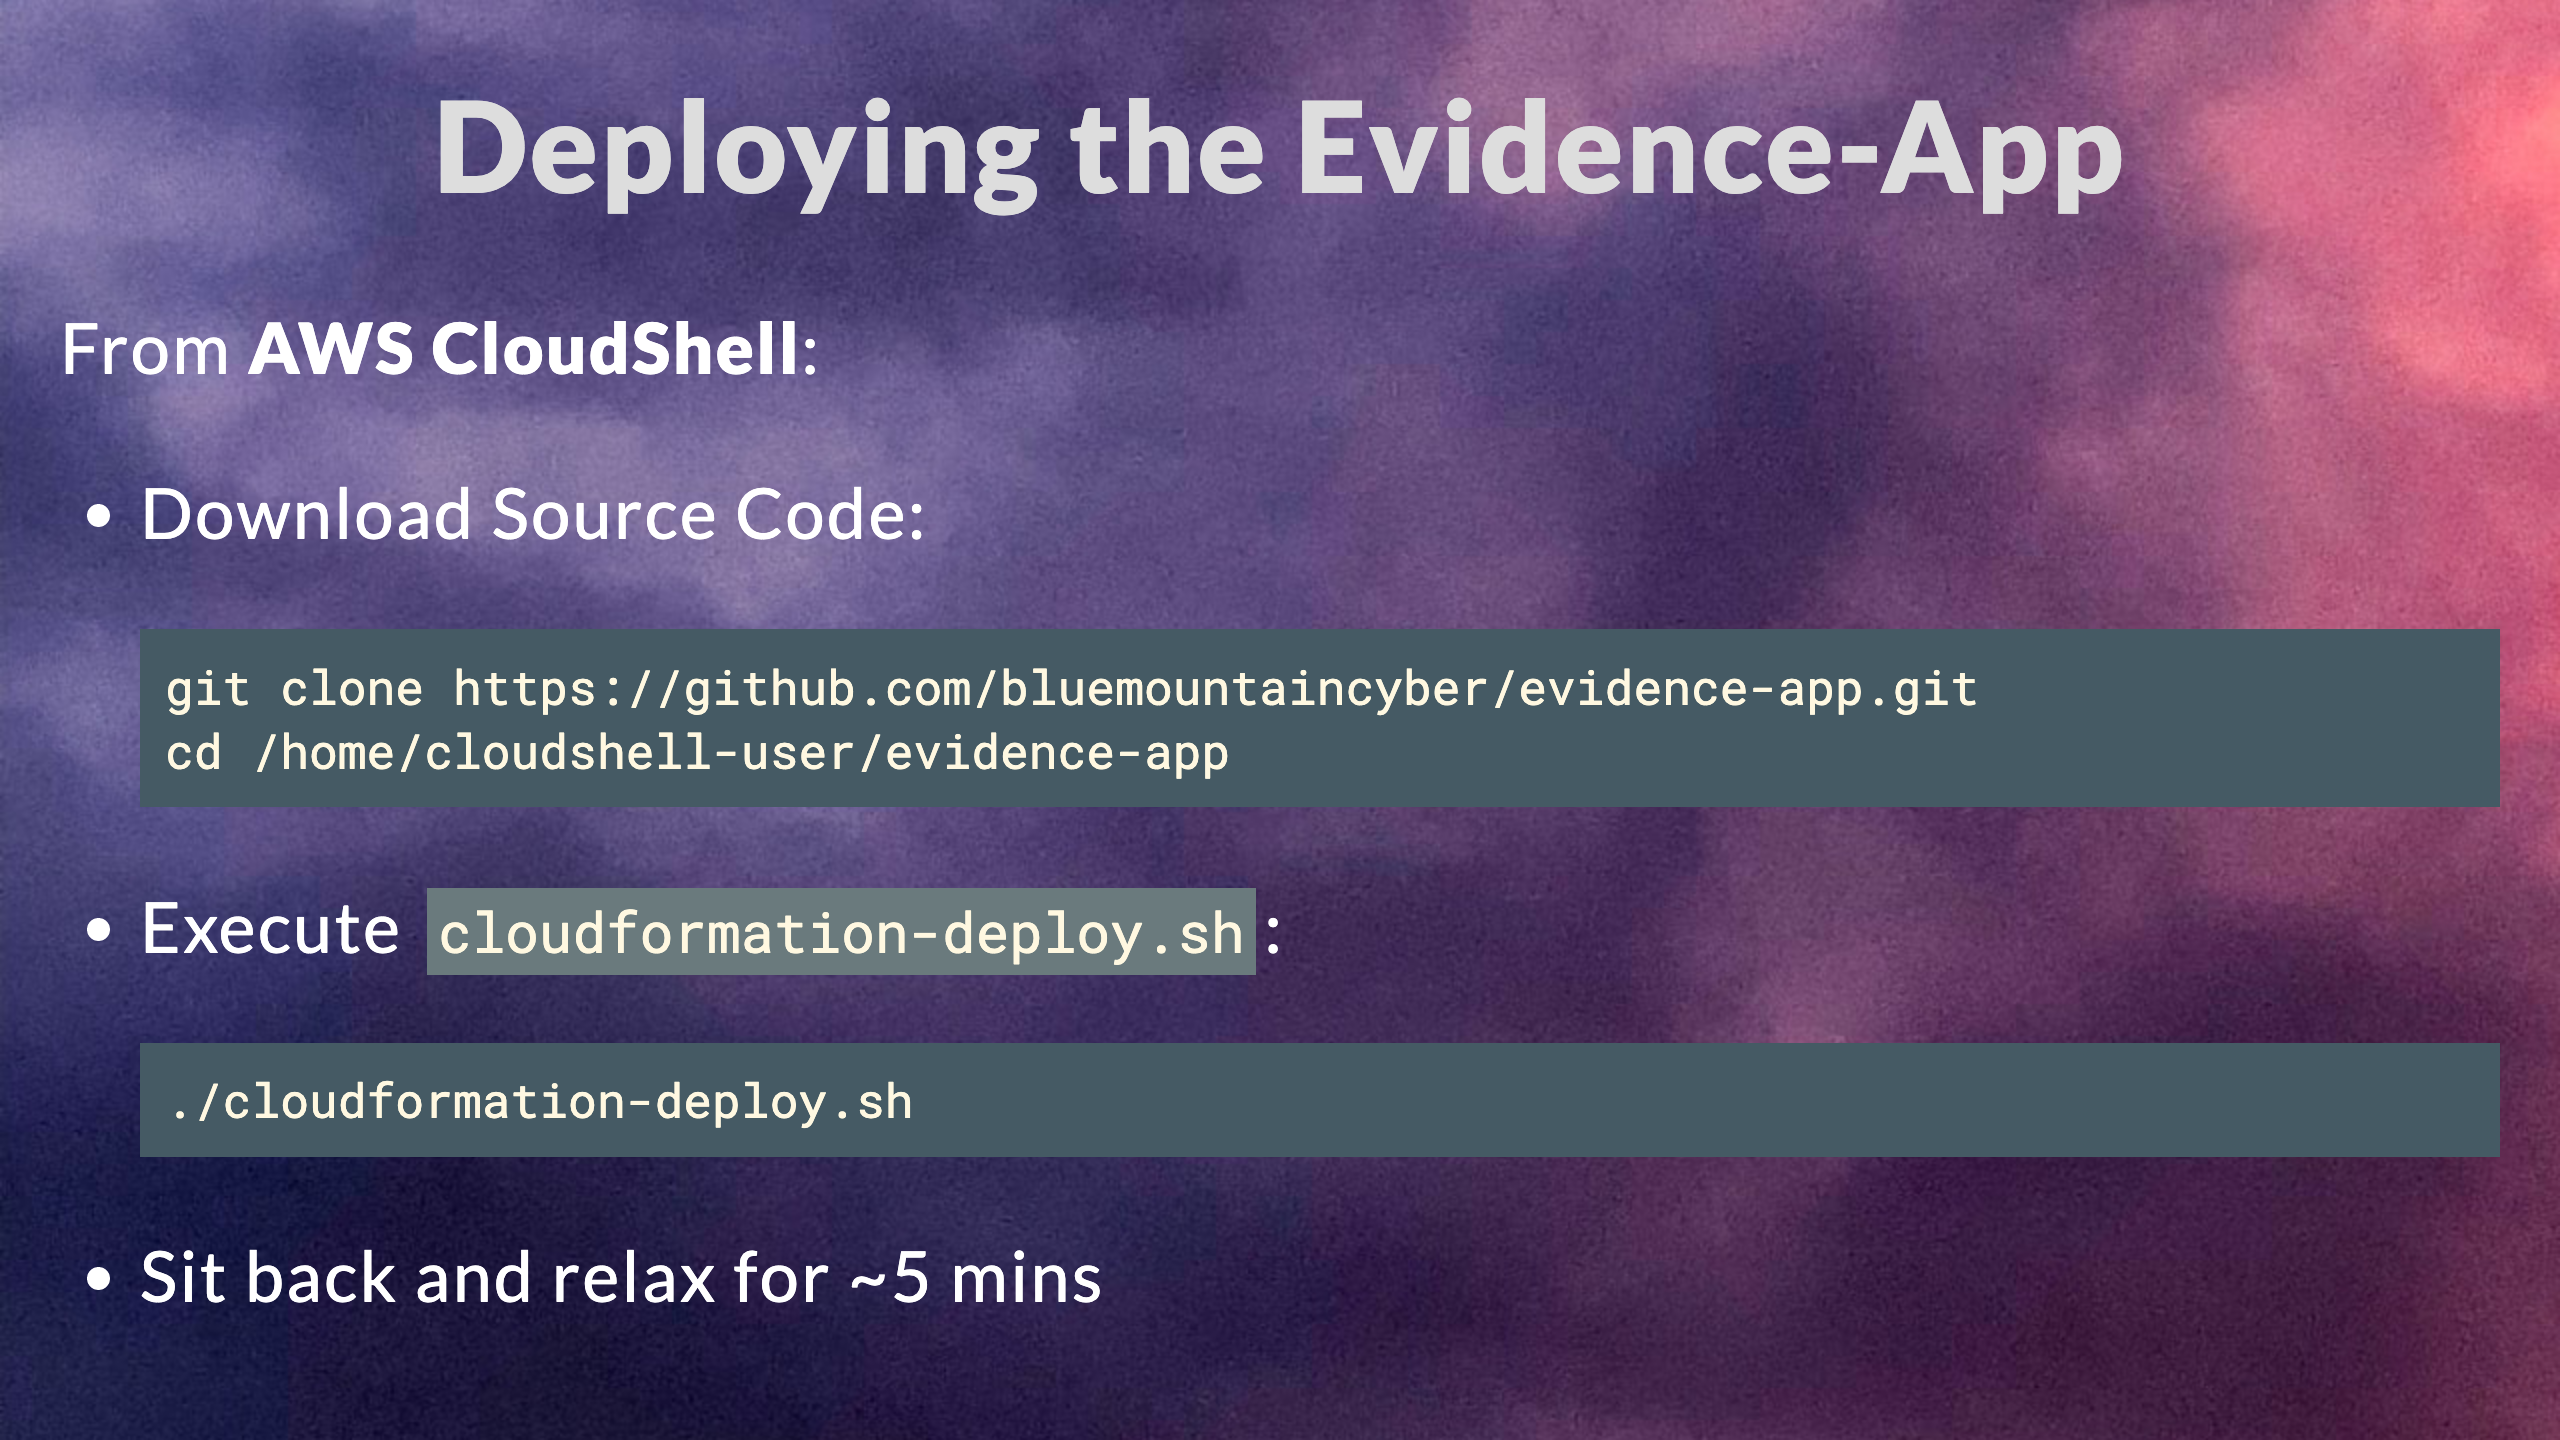 Deploying the Evidence-App
From AWS CloudShell:
• Download Source Code:
git clone https://github.com/bluemountaincyber/evidence-app.git
cd /home/cloudshell-user/evidence-app
• Execute cloudformation-deploy.sh:
./cloudformation-deploy.sh
• Sit back and relax for ~5 mins